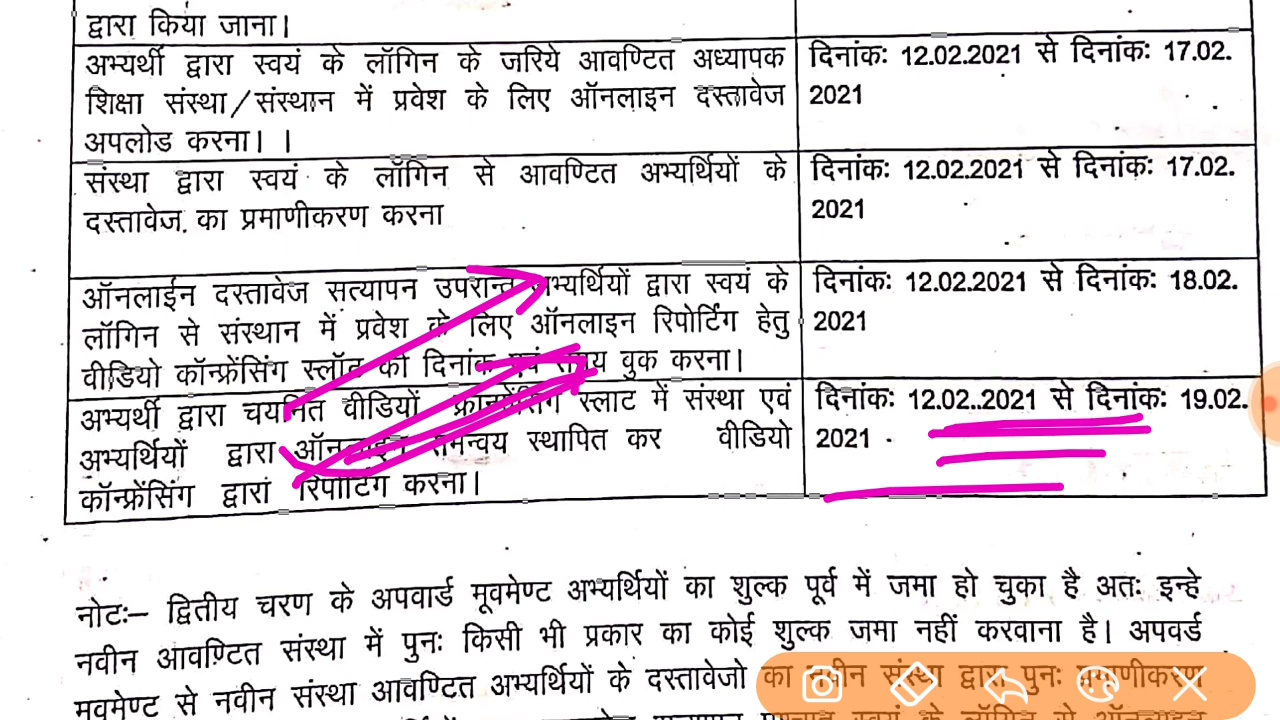 द्वारा किया जाना।
अभ्यर्थी द्वारा स्वयं के लॉगिन के जरिये आवण्टित अध्यापक
शिक्षा संस्था/संस्थान में प्रवेश के लिए ऑनलाइन दस्तावेज
अपलोड करना। ।
दिनांकः 12.02.2021 से दिनांकः 17.02.
2021
संस्था द्वारा स्वयं के लॉगिन से आवण्टित अभ्यर्थियों के
दस्तावेज का प्रमाणीकरण करना
दिनांकः 12.02.2021 से दिनांकः 17.02.
2021
ऑनलाईन दस्तावेज सत्यापन उपरान्त अभ्यर्थियों द्वारा स्वयं के
लॉगिन से संस्थान में प्रवेश के लिए ऑनलाइन रिपोर्टिंग हेतु
वीडियो कॉन्फ्रेंसिंग स्लॉट की दिनांक एवं समय बुक करना।
दिनांकः 12.02.2021 से दिनांकः 18.02.
2021
अभ्यर्थी द्वारा चयनित वीडियों कॉन्फ्रेंसिंग स्लाट में संस्था एवं
अभ्यर्थियों द्वारा ऑनलाइन समन्वय स्थापित कर वीडियो
कॉन्फ्रेंसिंग द्वारा रिपोर्टिंग करना।
दिनांकः 12.02..2021 से दिनांकः 19.02.
2021
नोटः– द्वितीय चरण के अपवार्ड मूवमेण्ट अभ्यर्थियों का शुल्क पूर्व में जमा हो चुका है अतः इन्हे
नवीन आवण्टित संस्था में पुनः किसी भी प्रकार का कोई शुल्क जमा नहीं करवाना है। अपवर्ड
मूवमेण्ट से नवीन संस्था आवण्टित अभ्यर्थियों के दस्तावेजो का नवीन संस्था द्वारा पुनः प्रमाणीकरण